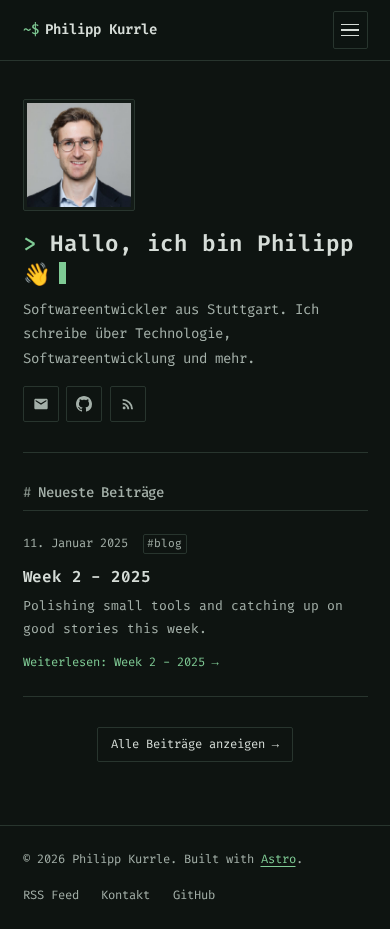 ~$ Philipp Kurrle
> Hallo, ich bin Philipp
👋
Softwareentwickler aus Stuttgart. Ich
schreibe über Technologie,
Softwareentwicklung und mehr.
# Neueste Beiträge
11. Januar 2025 #blog
Week 2 - 2025
Polishing small tools and catching up on
good stories this week.
Weiterlesen: Week 2 - 2025 →
Alle Beiträge anzeigen →
© 2026 Philipp Kurrle. Built with Astro.
RSS Feed Kontakt GitHub